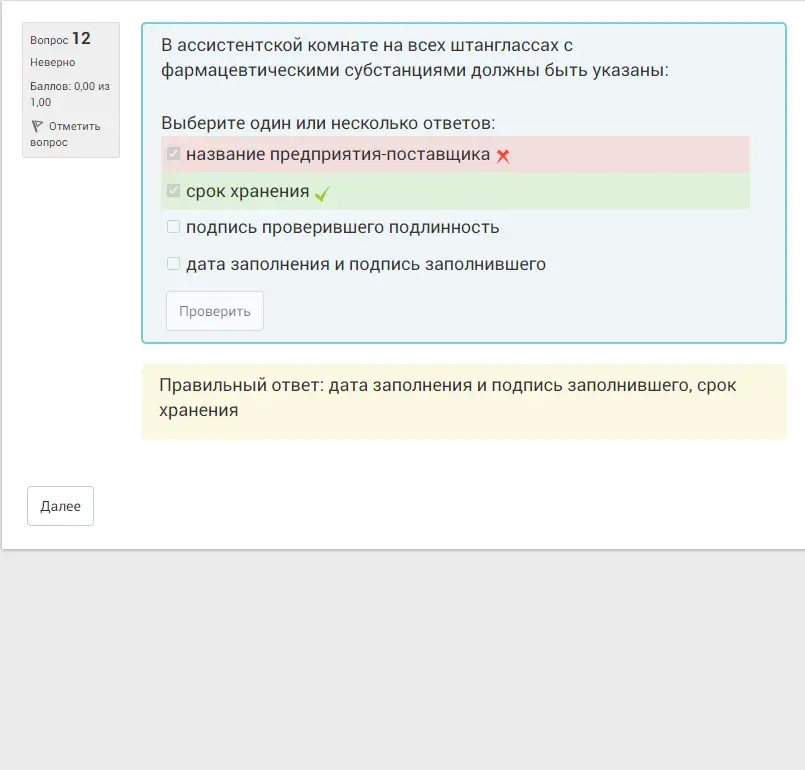 Вопрос 12
Неверно
Баллов: 0,00 из
1,00
Отметить
вопрос
В ассистентской комнате на всех штанглассах с
фармацевтическими субстанциями должны быть указаны:
Выберите один или несколько ответов:
название предприятия-поставщика
срок хранения
подпись проверившего подлинность
дата заполнения и подпись заполнившего
Проверить
Правильный ответ: дата заполнения и подпись заполнившего, срок
хранения
Далее